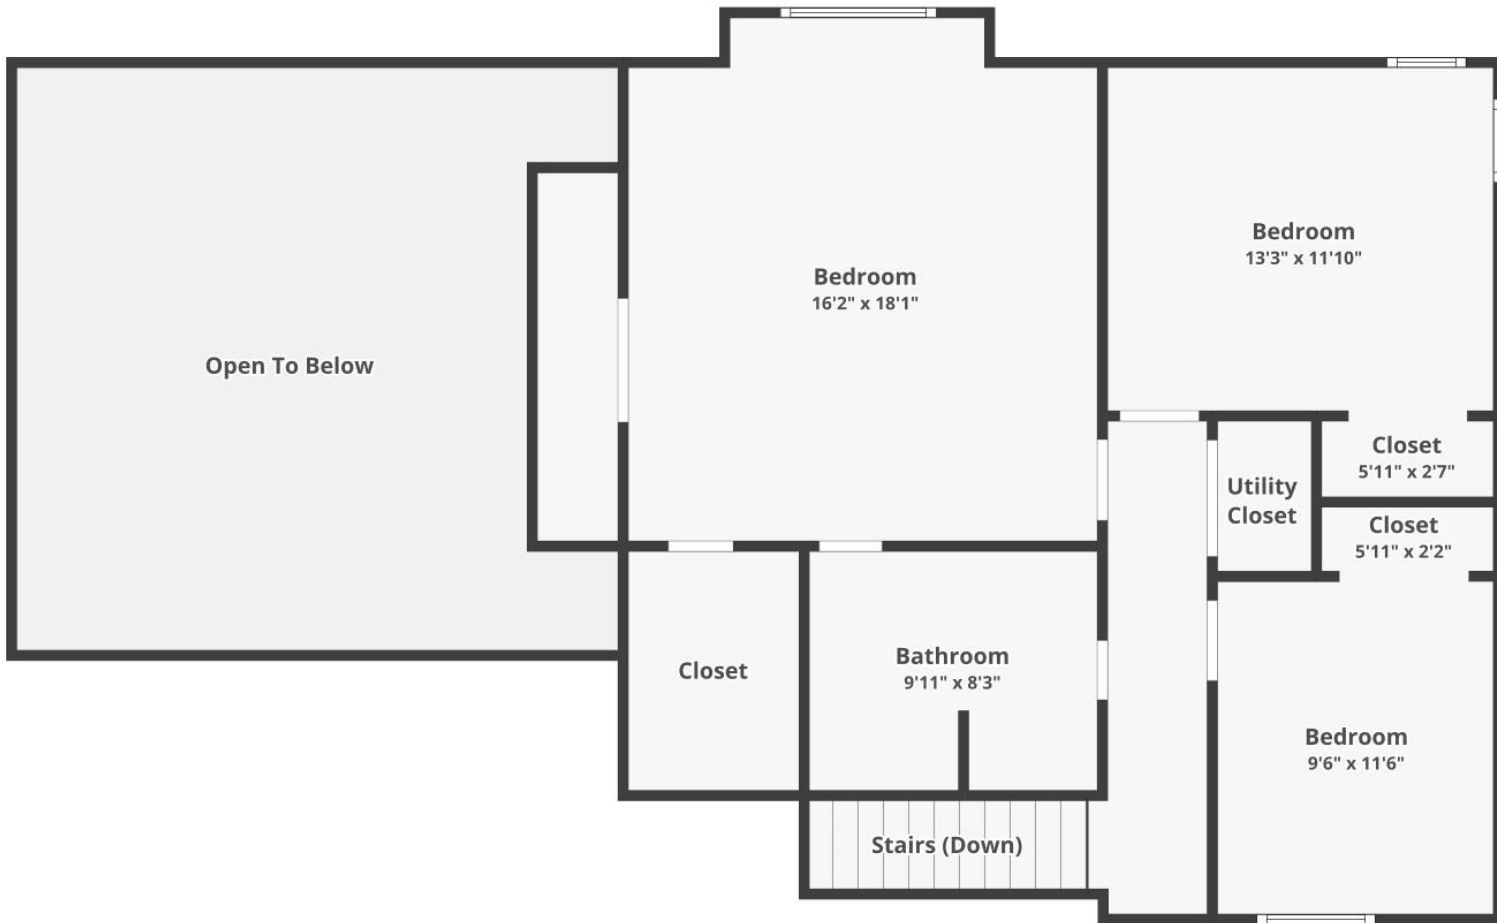 Bedroom
13'3" x 11'10"
Bedroom
16'2" x 18'1"
Open To Below
Closet
5'11" x 2'7"
Utility
Closet
Closet
5'11" x 2'2"
Bathroom
9'11" x 8'3"
Closet
Bedroom
9'6" x 11'6"
Stairs (Down)